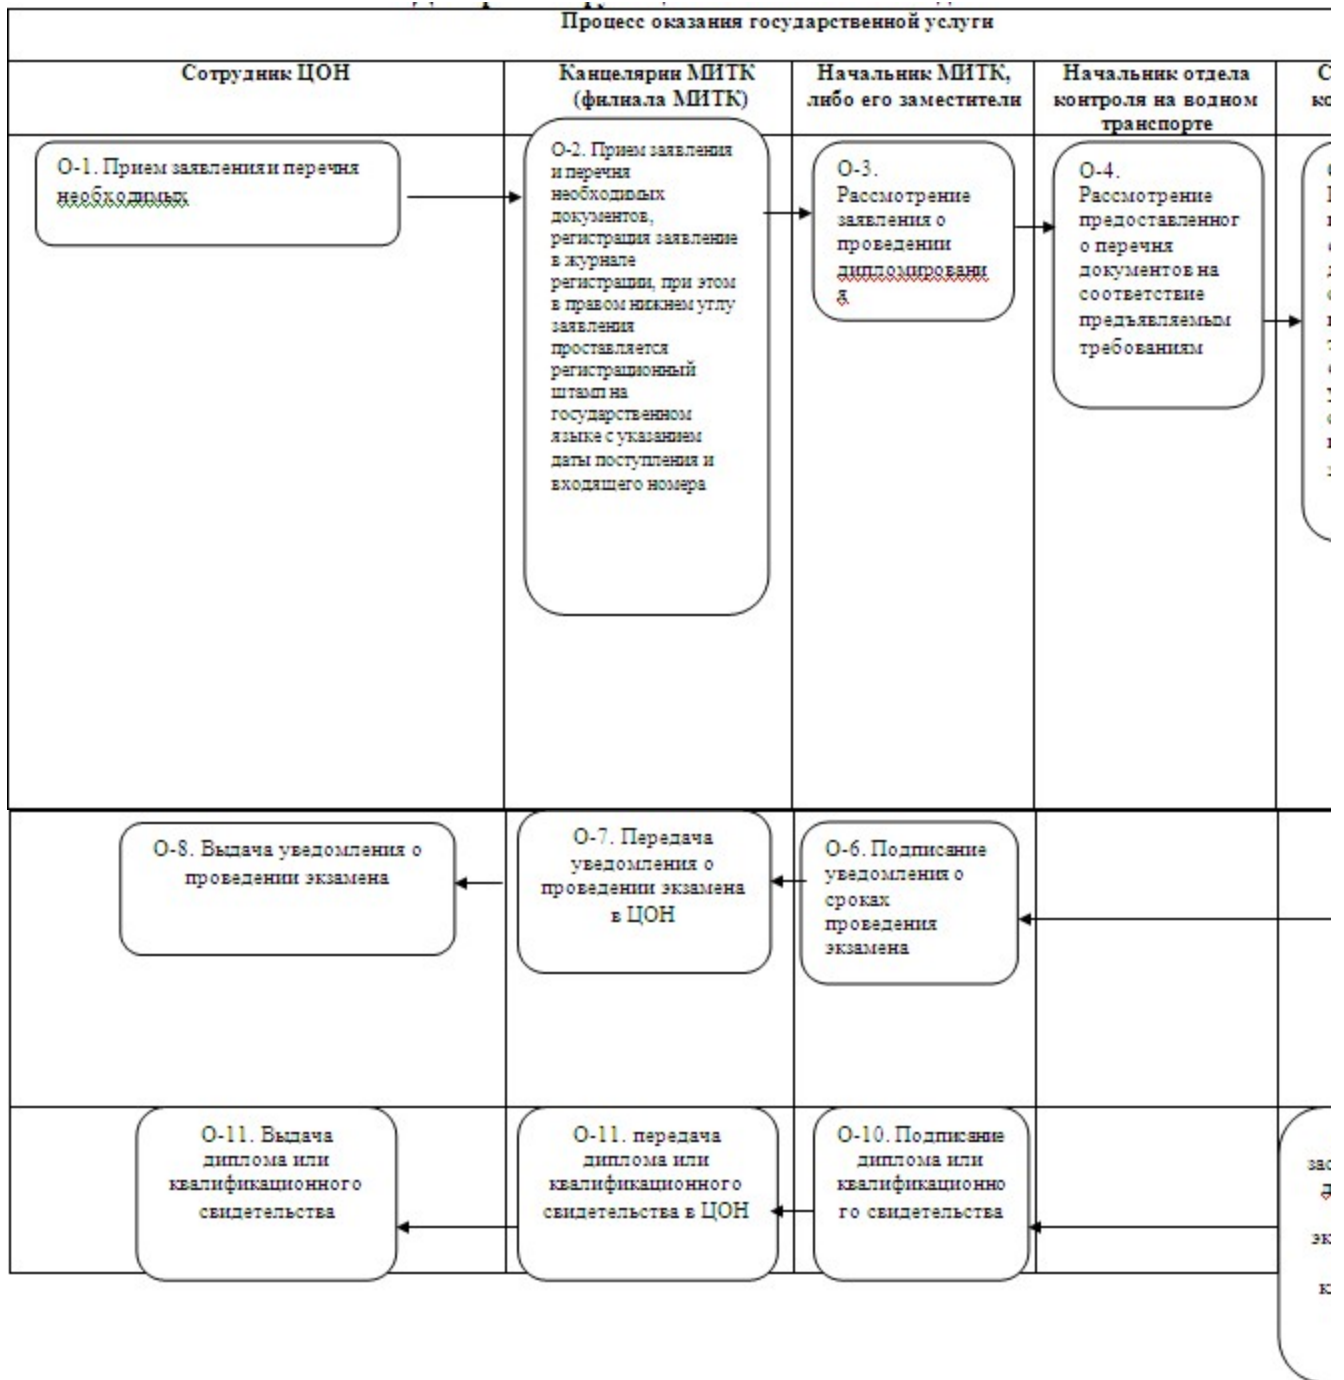 Процесс оказания государственной услуги
Сотрудник ЦОН
Канцелярии МИТК
(филиала МИТК)
Начальник МИТК,
либо его заместители
Начальник отдела
контроля на водном
транспорте
О-1. Прием заявления и перечня
необходимых
О-2. Прием заявления
и перечня
необходимых
документов,
регистрация заявление
в журнале
регистрации, при этом
в правом нижнем углу
заявления
проставляется
регистрационный
штамп на
государственном
языке с указанием
даты поступления и
входящего номера
О-3.
Рассмотрение
заявления о
проведении
дипломировани
я
О-4.
Рассмотрение
предоставленног
о перечня
документов на
соответствие
предъявляемым
требованиям
О-8. Выдача уведомления о
проведении экзамена
О-7. Передача
уведомления о
проведении экзамена
в ЦОН
О-6. Подписание
уведомления о
сроках
проведения
экзамена
О-11. Выдача
диплома или
квалификационного
свидетельства
О-11. передача
диплома или
квалификационного
свидетельства в ЦОН
О-10. Подписание
диплома или
квалификационно
го свидетельства